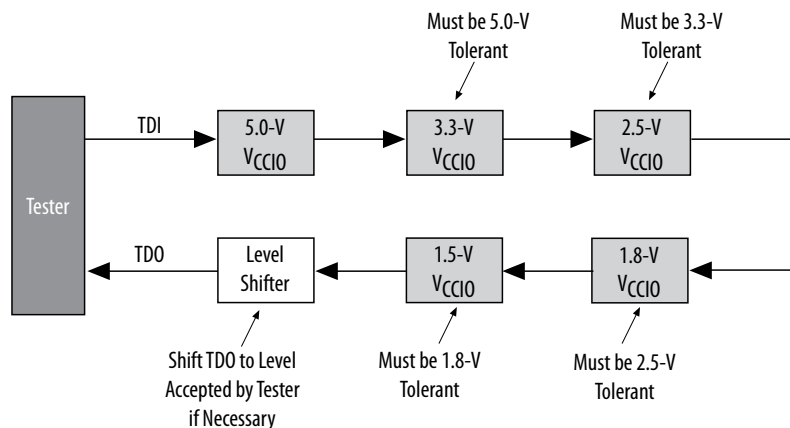 Must be 5.0-V
Tolerant
Must be 3.3-V
Tolerant
Tester
TDI
5.0-V
VCCIO
3.3-V
VCCIO
2.5-V
VCCIO
TDO
Level
Shifter
1.5-V
VCCIO
1.8-V
VCCIO
Shift TDO to Level
Accepted by Tester
if Necessary
Must be 1.8-V
Tolerant
Must be 2.5-V
Tolerant